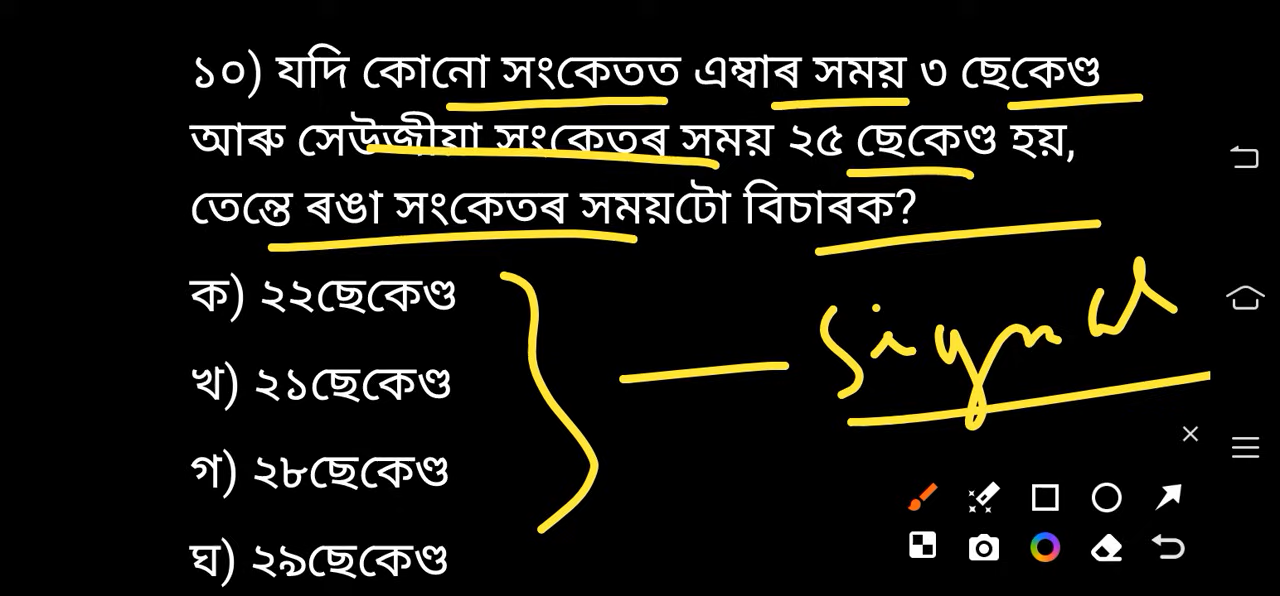 ১০) যদি কোনো সংকেতত এম্বাৰ সময় ৩ ছেকেণ্ড
আৰু সেউজীয়া সংকেতৰ সময় ২৫ ছেকেণ্ড হয়,
তেন্তে ৰঙা সংকেতৰ সময়টো বিচাৰক?
ক) ২২ছেকেণ্ড
খ) ২১ছেকেণ্ড
গ) ২৮ছেকেণ্ড
ঘ) ২৯ছেকেণ্ড
Signal